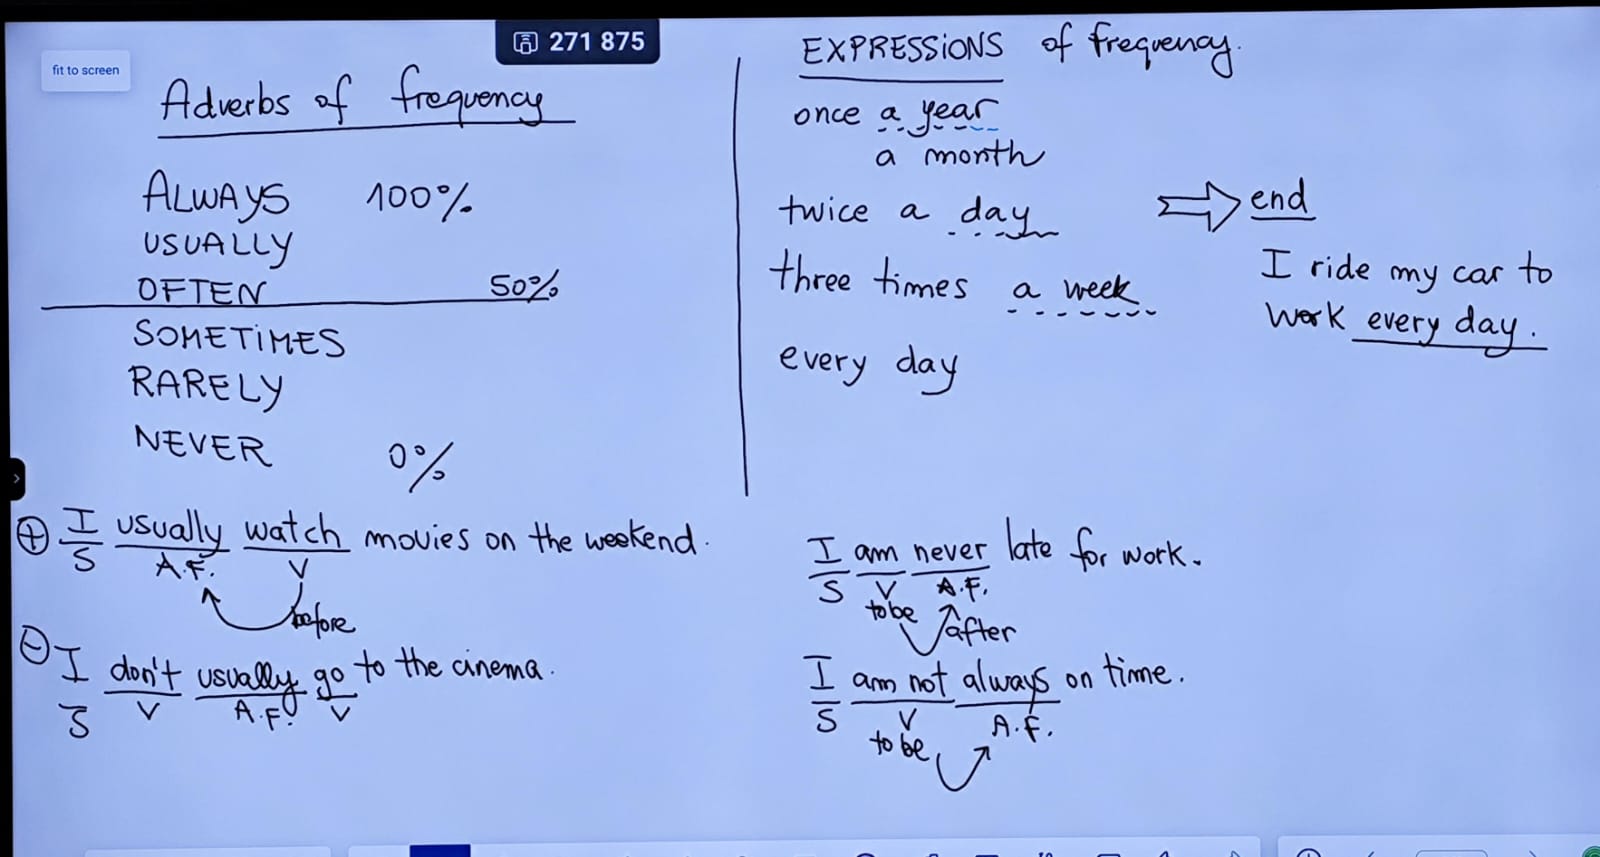 271 875
fit to screen
Adverbs of frequency
ALWAYS 100%
USUALLY
OFTEN 50%
SOMETIMES
RARELY
NEVER 0%
EXPRESSIONS of frequency.
once a year
a month
twice a day
three times a week
every day
end
I ride my car to
work every day.
+ I usually watch movies on the weekend.
S A.F. V
before
- I don't usually go to the cinema.
S V A.F. V
I am never late for work.
S V A.F.
to be
after
I am not always on time.
S V A.F.
to be